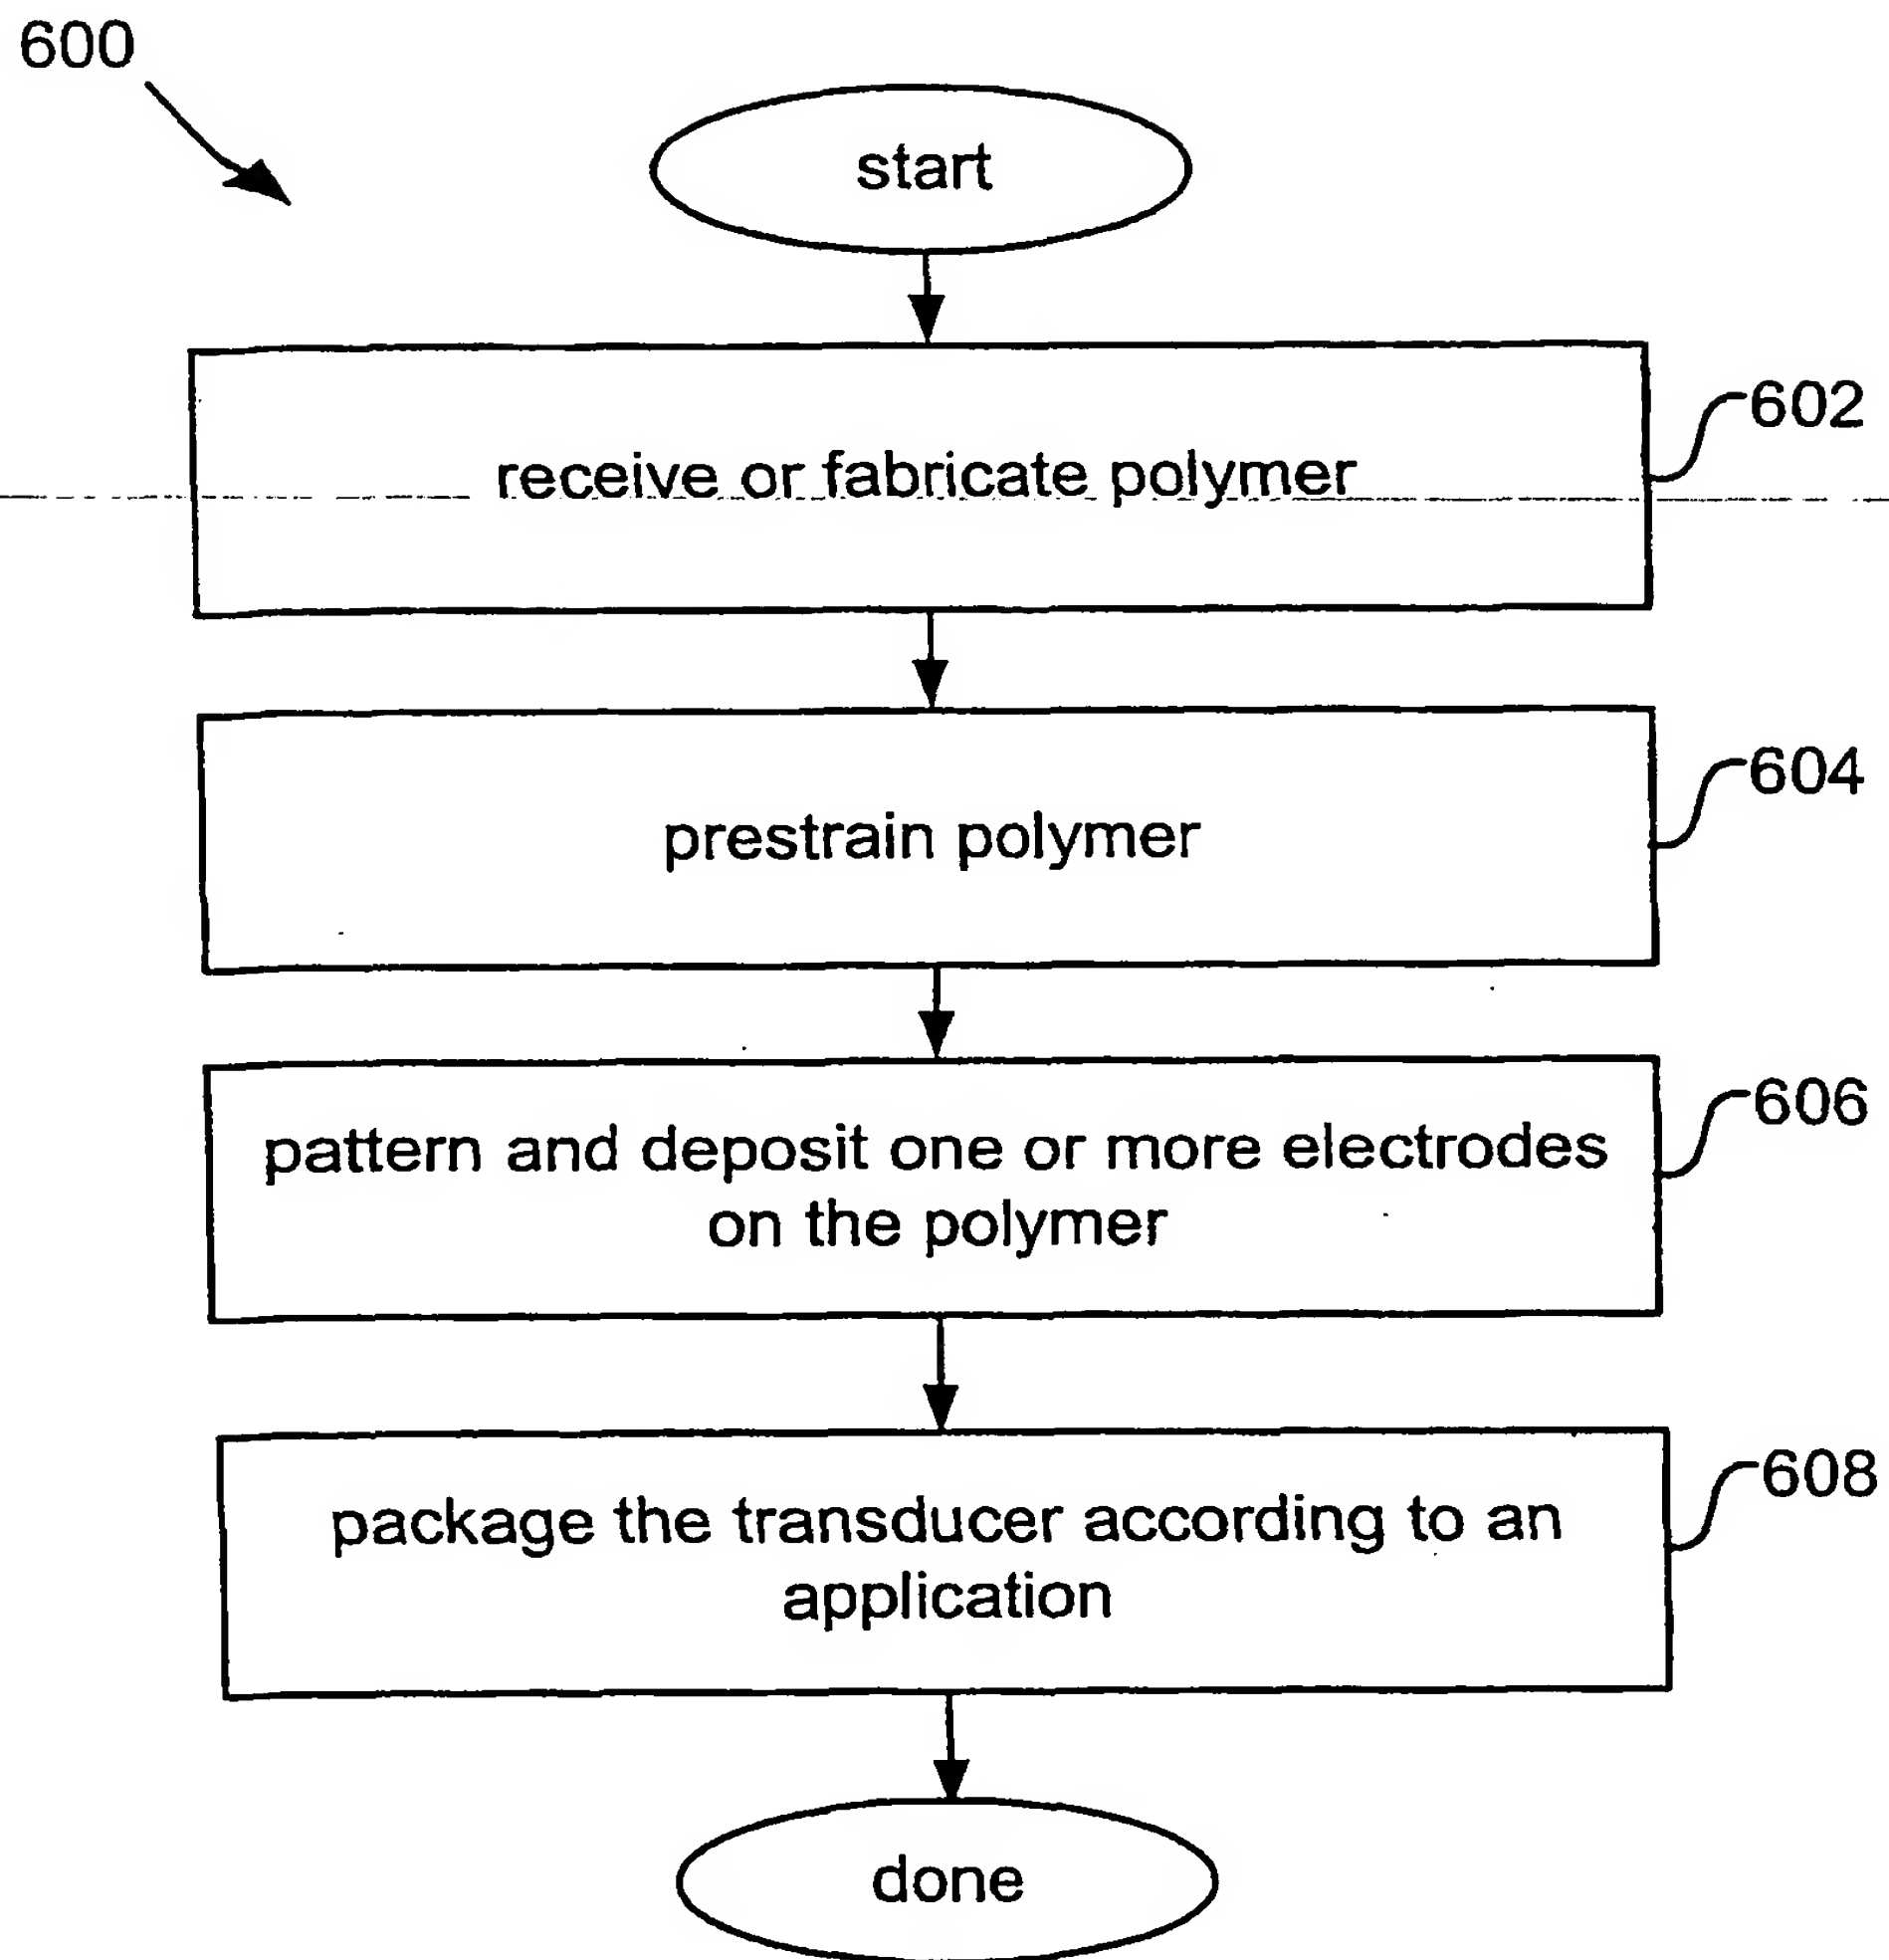 600
start
receive or fabricate polymer
602
prestrain polymer
604
pattern and deposit one or more electrodes
on the polymer
606
package the transducer according to an
application
608
done